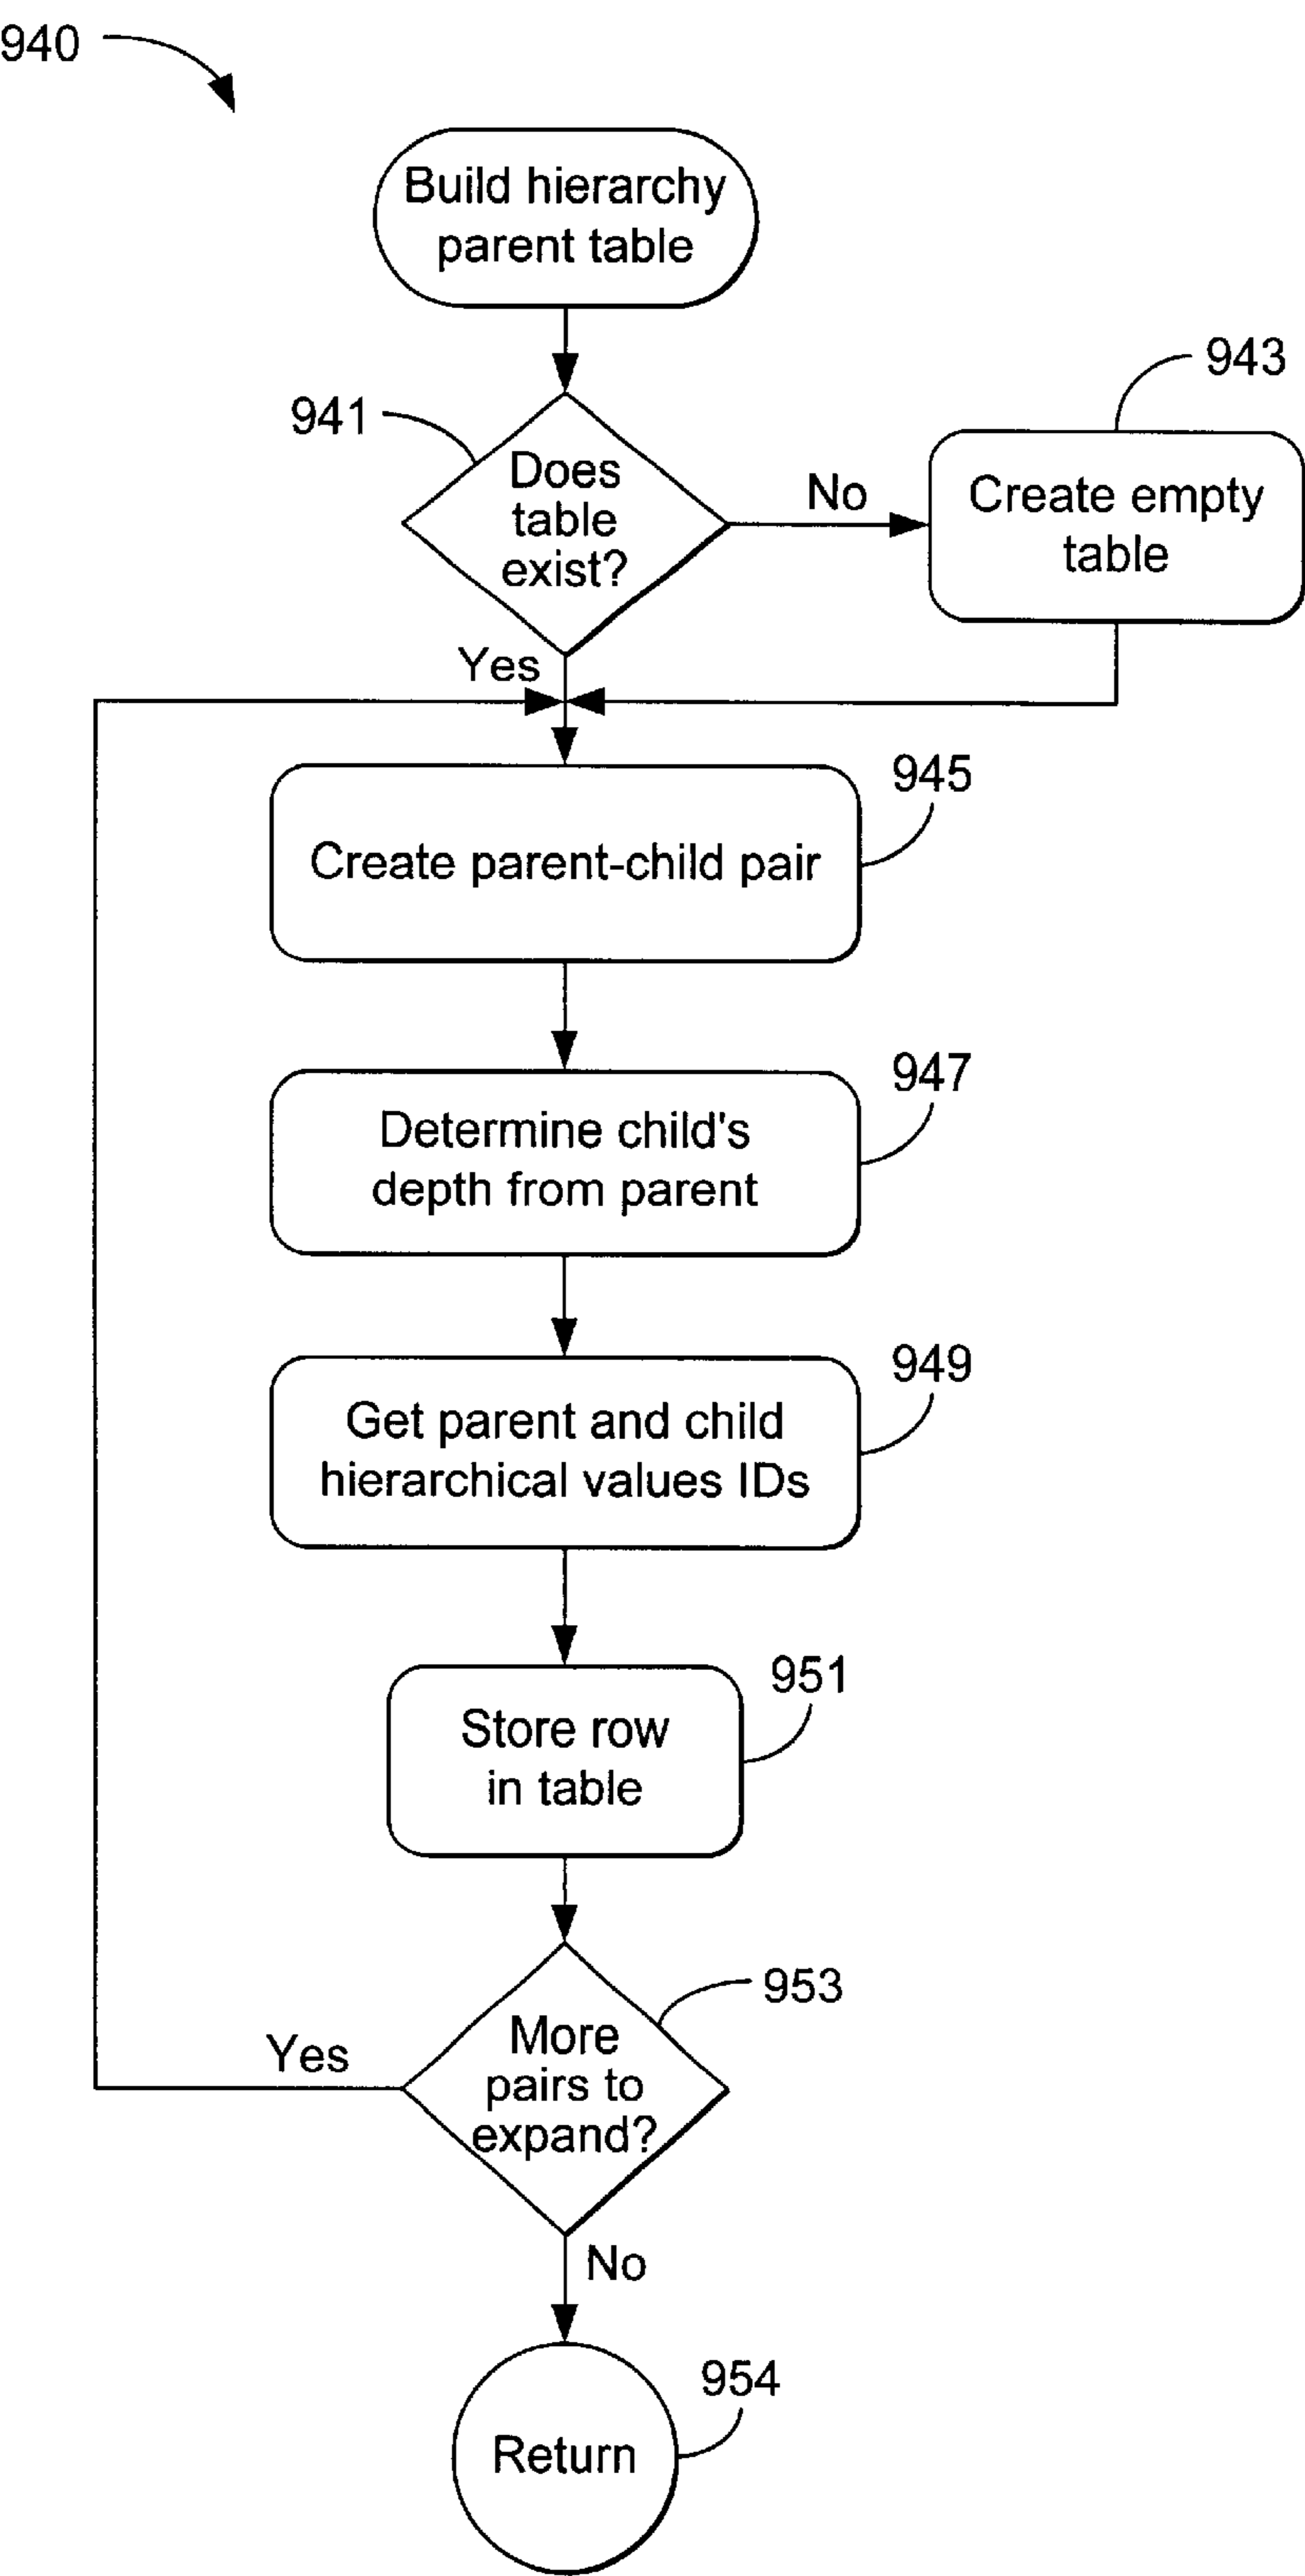 940
Build hierarchy
parent table
943
941
Does
table
exist?
No
Create empty
table
Yes
945
Create parent-child pair
947
Determine child's
depth from parent
949
Get parent and child
hierarchical values IDs
951
Store row
in table
953
More
pairs to
expand?
Yes
No
954
Return